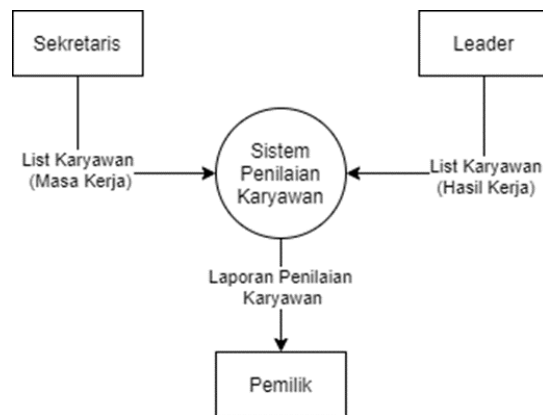 Sekretaris
Leader
List Karyawan
(Masa Kerja)
Sistem
Penilaian
Karyawan
List Karyawan
(Hasil Kerja)
Laporan Penilaian
Karyawan
Pemilik